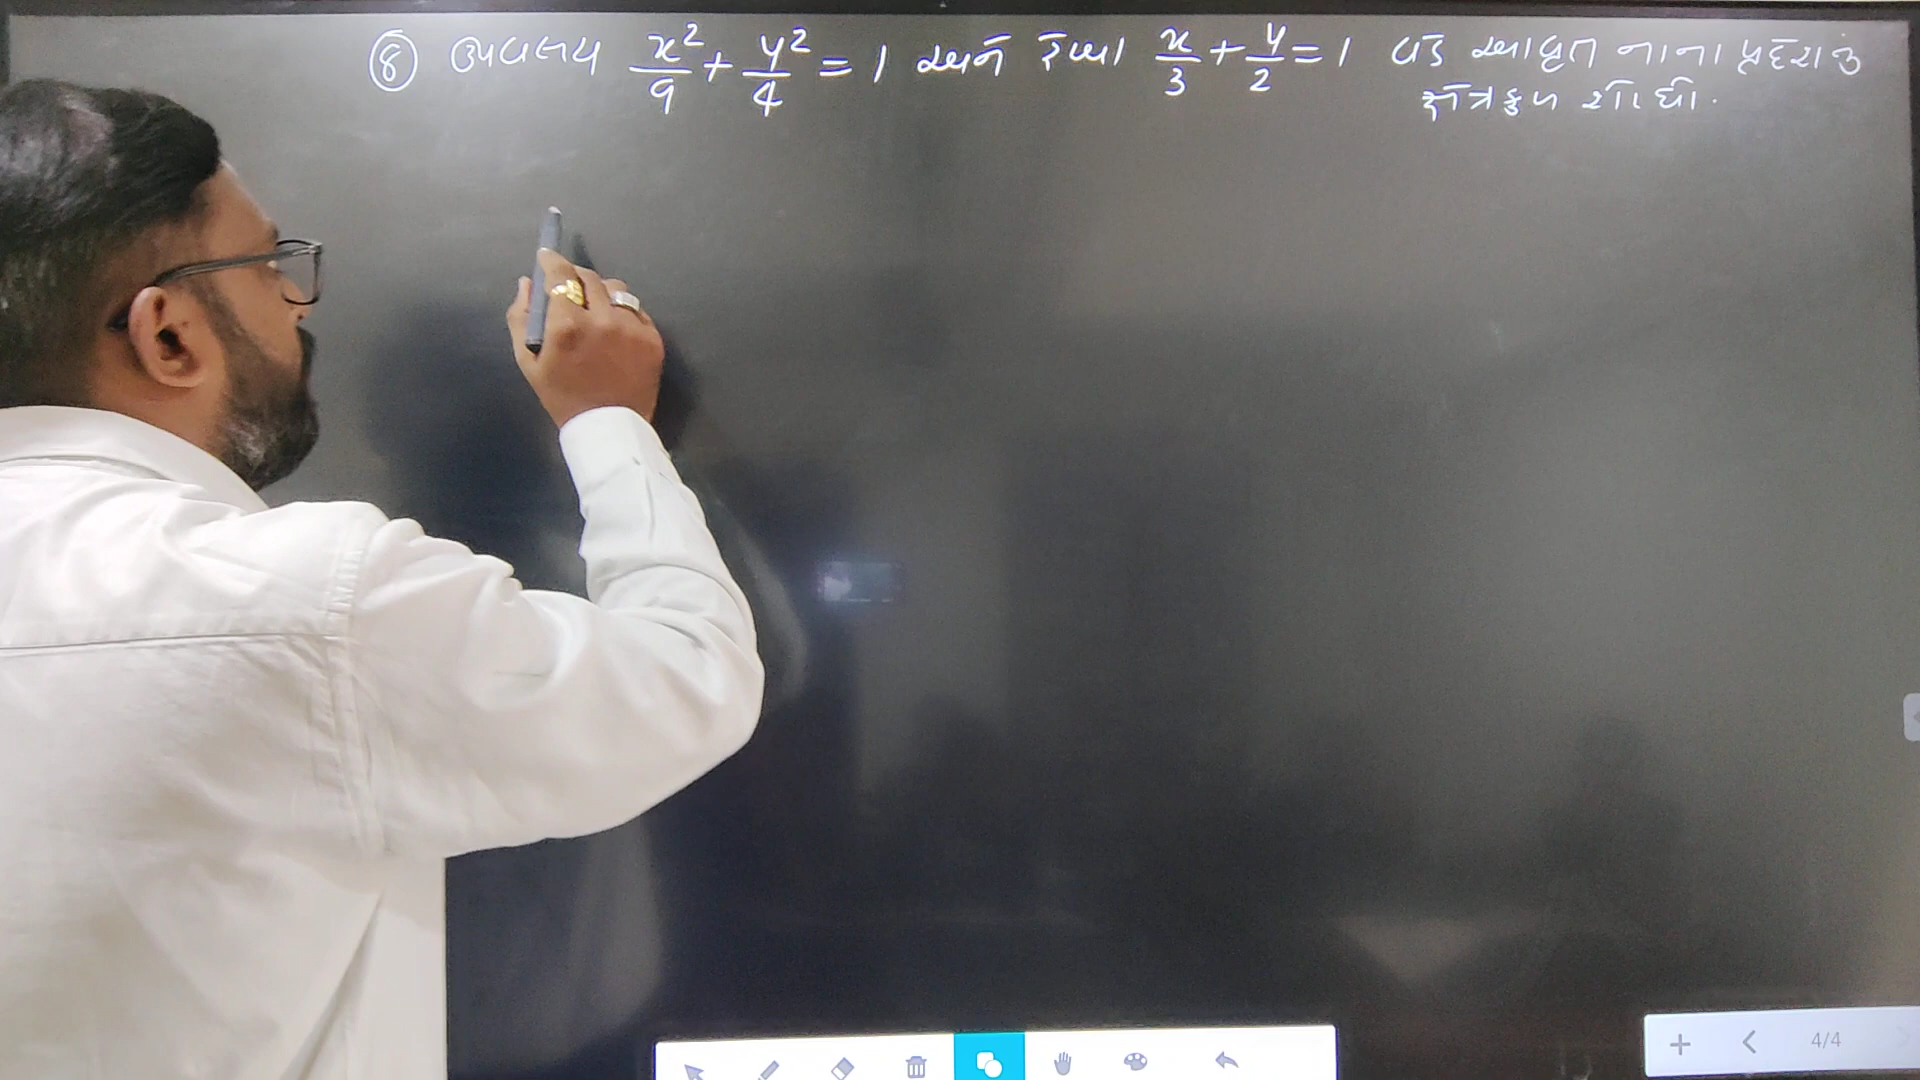 ⑧ ઉપવલય x²/9 + y²/4 = 1 અને રેખા x/3 + y/2 = 1 વડે આવૃત નાના પ્રદેશનું
ક્ષેત્રફળ શોધો.
4/4